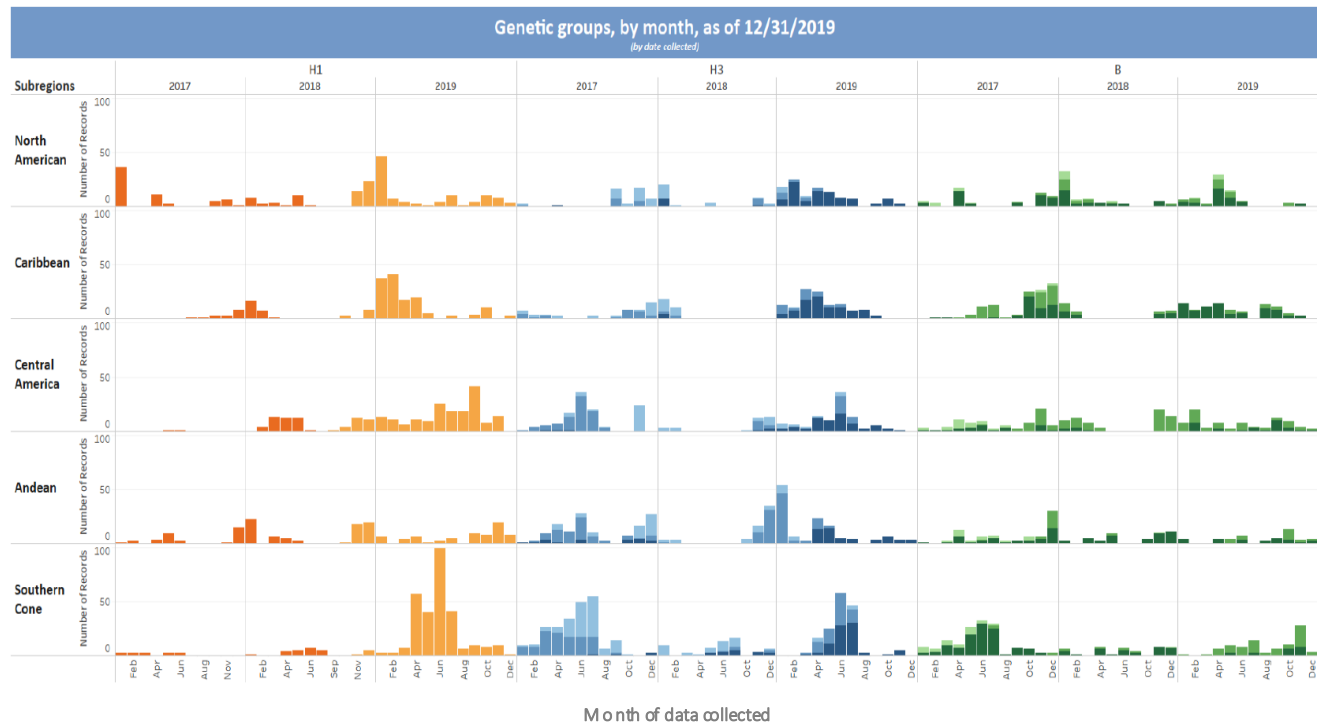 Genetic groups, by month, as of 12/31/2019
(by date collected)
H1 H3 B
Subregions 2017 2018 2019 2017 2018 2019 2017 2018 2019
North American
Number of Records
100
50
0
Caribbean
Number of Records
100
50
0
Central America
Number of Records
100
50
0
Andean
Number of Records
100
50
0
Southern Cone
Number of Records
100
50
0
Feb Apr Jun Aug Nov Feb Apr Jun Sep Nov Feb Apr Jun Aug Oct Dec Feb Apr Jun Aug Oct Dec Feb Apr Jun Aug Oct Dec Feb Apr Jun Aug Oct Dec Feb Apr Jun Aug Oct Dec Feb Apr Jun Aug Oct Dec Feb Apr Jun Aug Oct Dec
Month of data collected